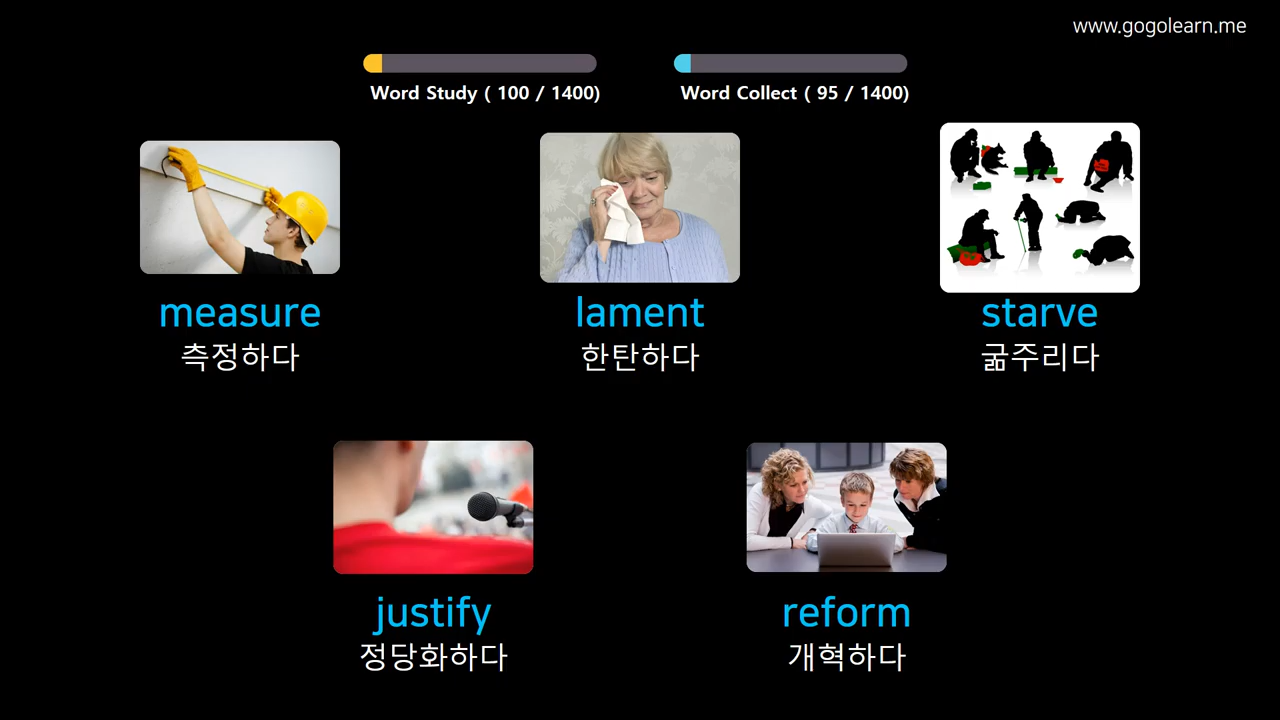 www.gogolearn.me
Word Study ( 100 / 1400)
Word Collect ( 95 / 1400)
measure
측정하다
lament
한탄하다
starve
굶주리다
justify
정당화하다
reform
개혁하다